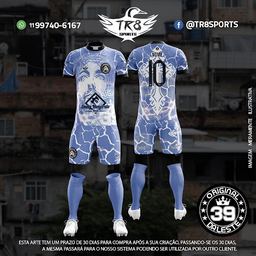 11 99740-6167
TR8
SPORTS
@TR8SPORTS
10
IMAGEM MERAMENTE ILUSTRATIVA
ORIGINAL
39
DALESTE
ESTA ARTE TEM UM PRAZO DE 30 DIAS PARA COMPRA APÓS A SUA CRIAÇÃO, PASSANDO-SE OS 30 DIAS,
A MESMA PASSARÁ PARA O NOSSO SISTEMA PODENDO SER UTILIZADA POR OUTRO CLIENTE.